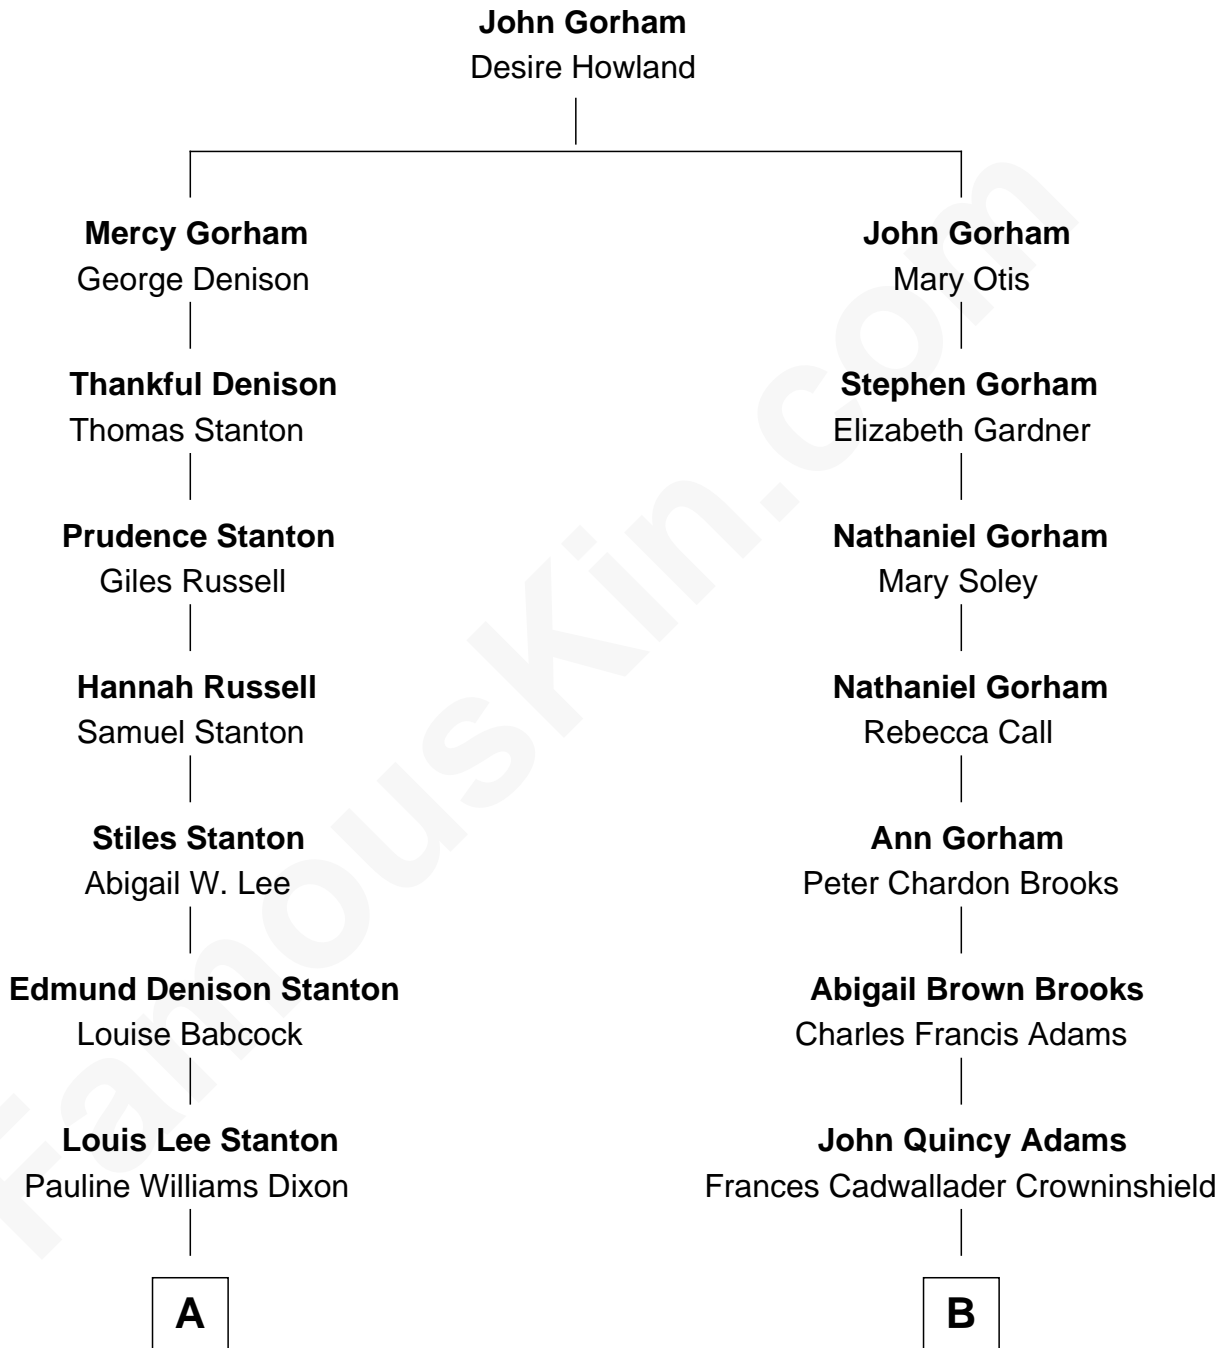 John Gorham
Desire Howland
Mercy Gorham
George Denison
John Gorham
Mary Otis
Thankful Denison
Thomas Stanton
Stephen Gorham
Elizabeth Gardner
Prudence Stanton
Giles Russell
Nathaniel Gorham
Mary Soley
Hannah Russell
Samuel Stanton
Nathaniel Gorham
Rebecca Call
Stiles Stanton
Abigail W. Lee
Ann Gorham
Peter Chardon Brooks
Edmund Denison Stanton
Louise Babcock
Abigail Brown Brooks
Charles Francis Adams
Louis Lee Stanton
Pauline Williams Dixon
John Quincy Adams
Frances Cadwallader Crowninshield
A
B
FamousKin.com